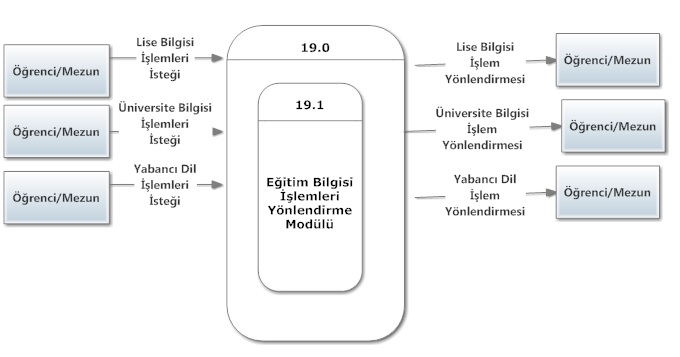 Öğrenci/Mezun
Lise Bilgisi
İşlemleri
İsteği
Öğrenci/Mezun
Üniversite Bilgisi
İşlemleri
İsteği
Öğrenci/Mezun
Yabancı Dil
İşlemleri
İsteği
19.0
19.1
Eğitim Bilgisi
İşlemleri
Yönlendirme
Modülü
Lise Bilgisi
İşlem
Yönlendirmesi
Öğrenci/Mezun
Üniversite Bilgisi
İşlem
Yönlendirmesi
Öğrenci/Mezun
Yabancı Dil
İşlem
Yönlendirmesi
Öğrenci/Mezun